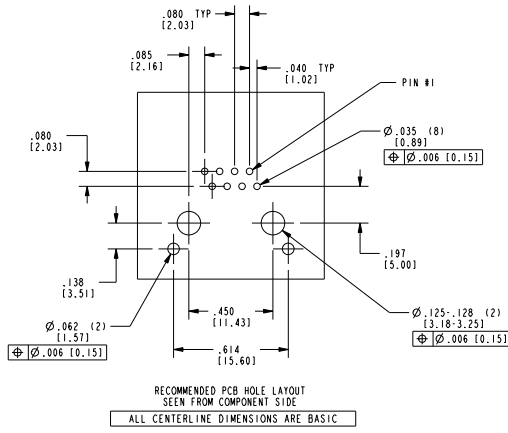 .080 TYP
[2.03]
.085
[2.16]
.040 TYP
[1.02]
PIN #1
.080
[2.03]
Ø.035 (8)
[0.89]
⌖ Ø.006 [0.15]
.197
[5.00]
.138
[3.51]
.450
[11.43]
Ø.125-.128 (2)
[3.18-3.25]
⌖ Ø.006 [0.15]
Ø.062 (2)
[1.57]
⌖ Ø.006 [0.15]
.614
[15.60]
RECOMMENDED PCB HOLE LAYOUT
SEEN FROM COMPONENT SIDE
ALL CENTERLINE DIMENSIONS ARE BASIC